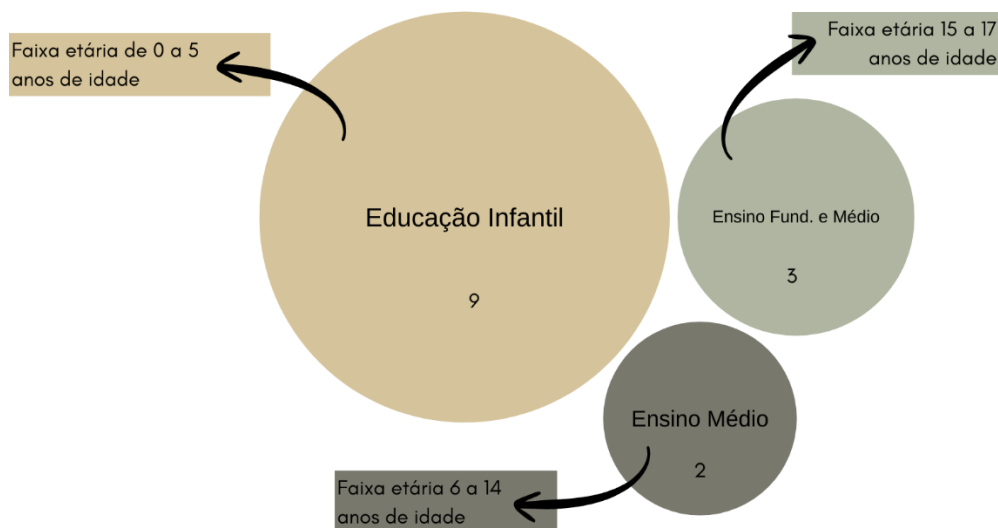 Faixa etária de 0 a 5
anos de idade
Faixa etária 15 a 17
anos de idade
Educação Infantil
9
Ensino Fund. e Médio
3
Ensino Médio
2
Faixa etária 6 a 14
anos de idade